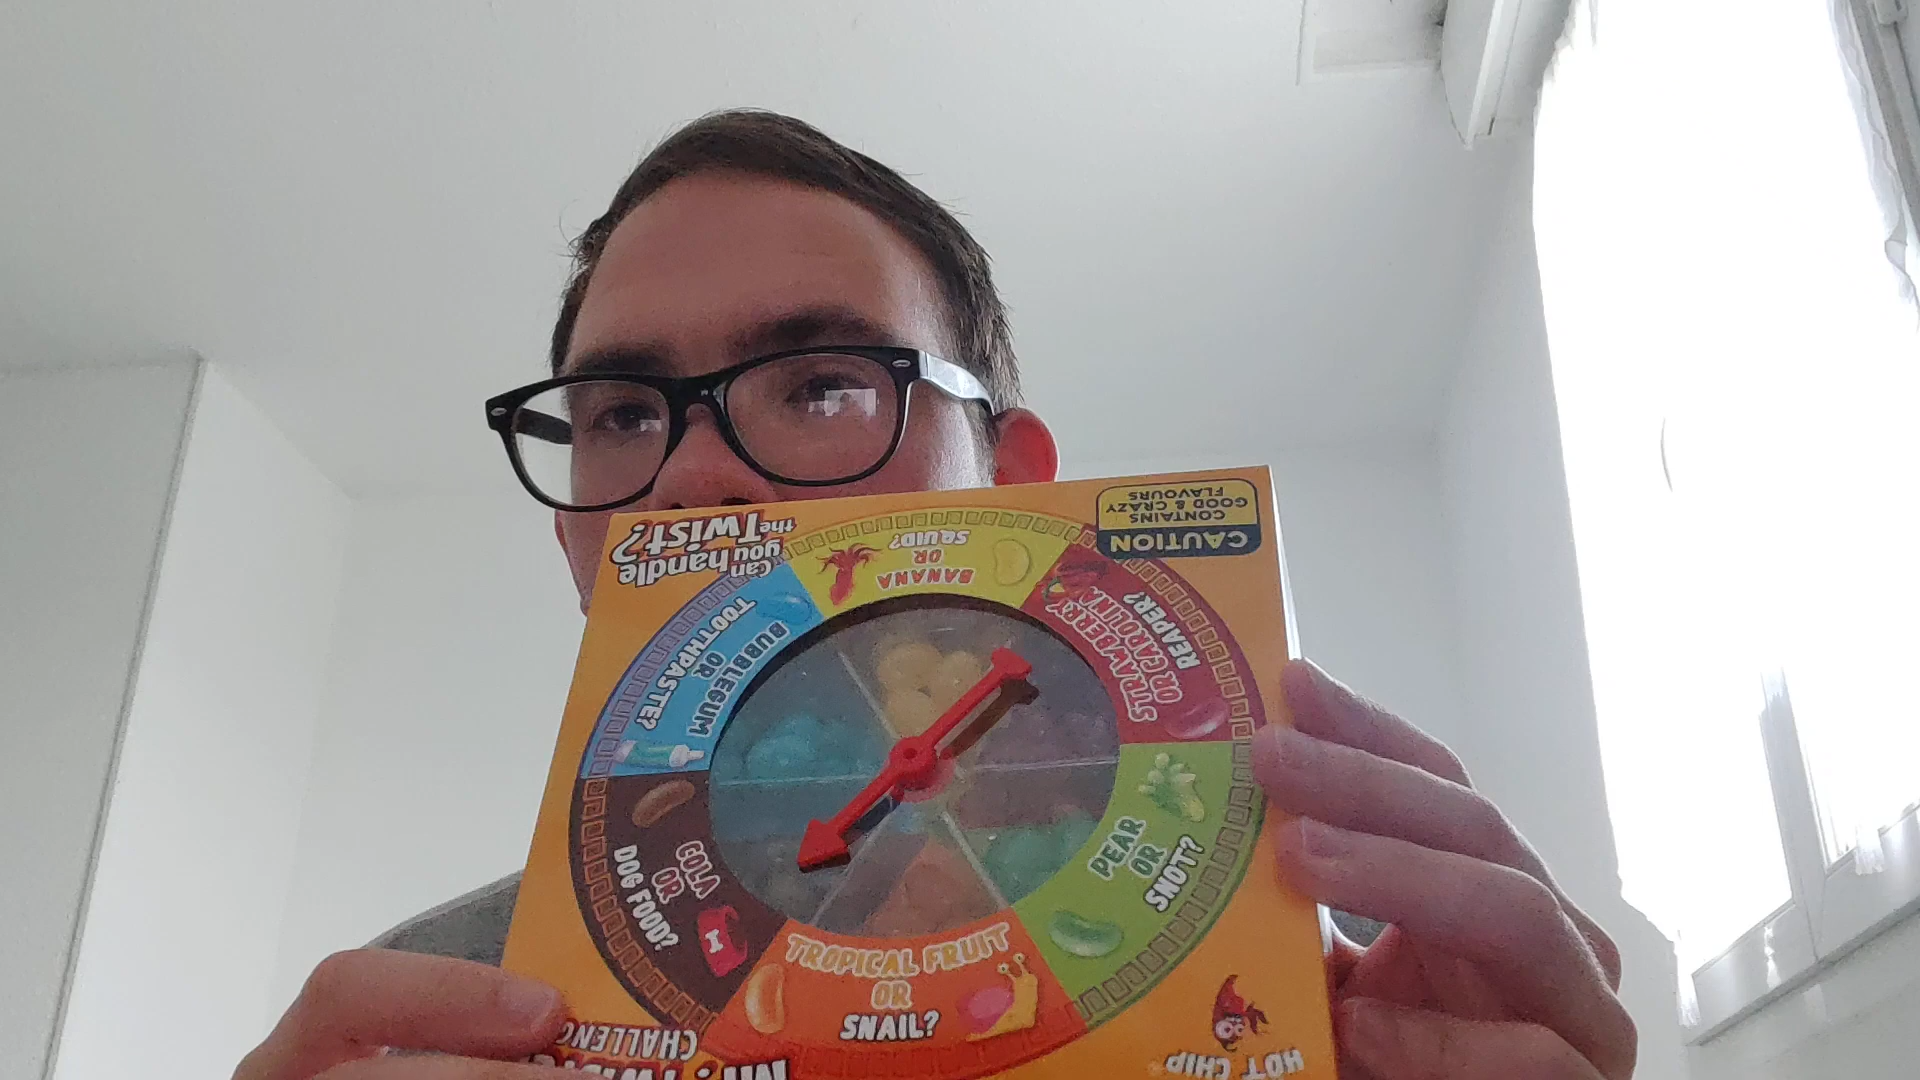 CAUTION
CONTAINS
GOOD & CRAZY
FLAVOURS
Can
you handle
the TWIST?
BANANA
OR
SQUID?
STRAWBERRY
OR CAROLINA
REAPER?
PEAR
OR
SNOT?
TROPICAL FRUIT
OR
SNAIL?
COLA
OR
DOG FOOD?
BUBBLEGUM
OR
TOOTHPASTE?
HOT CHIP